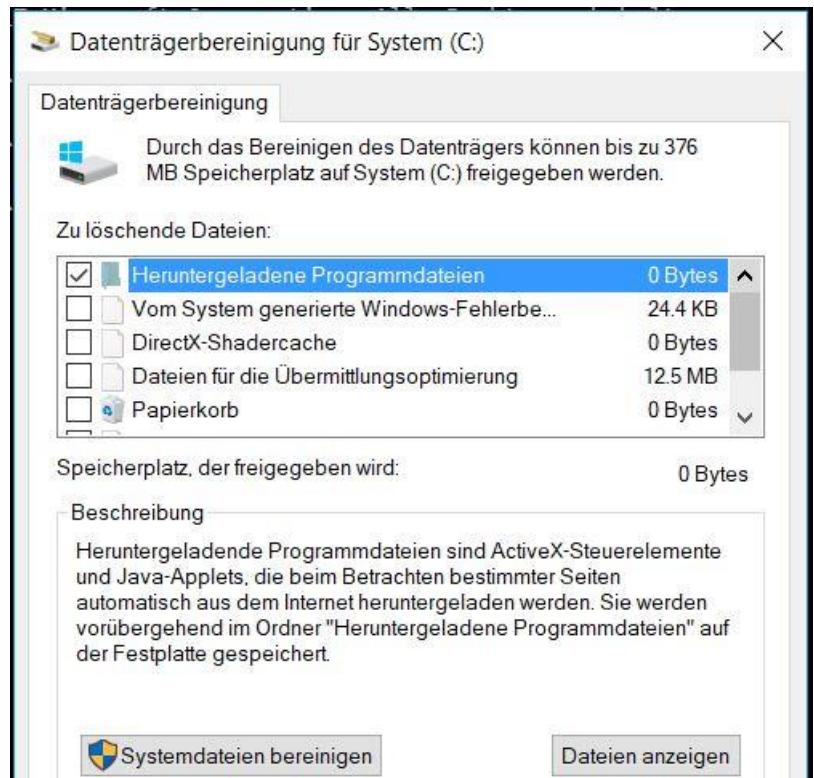 Datenträgerbereinigung für System (C:)
Datenträgerbereinigung
Durch das Bereinigen des Datenträgers können bis zu 376
MB Speicherplatz auf System (C:) freigegeben werden.
Zu löschende Dateien:
Heruntergeladene Programmdateien 0 Bytes
Vom System generierte Windows-Fehlerbe... 24.4 KB
DirectX-Shadercache 0 Bytes
Dateien für die Übermittlungsoptimierung 12.5 MB
Papierkorb 0 Bytes
Speicherplatz, der freigegeben wird: 0 Bytes
Beschreibung
Heruntergeladende Programmdateien sind ActiveX-Steuerelemente
und Java-Applets, die beim Betrachten bestimmter Seiten
automatisch aus dem Internet heruntergeladen werden. Sie werden
vorübergehend im Ordner "Heruntergeladene Programmdateien" auf
der Festplatte gespeichert.
Systemdateien bereinigen Dateien anzeigen